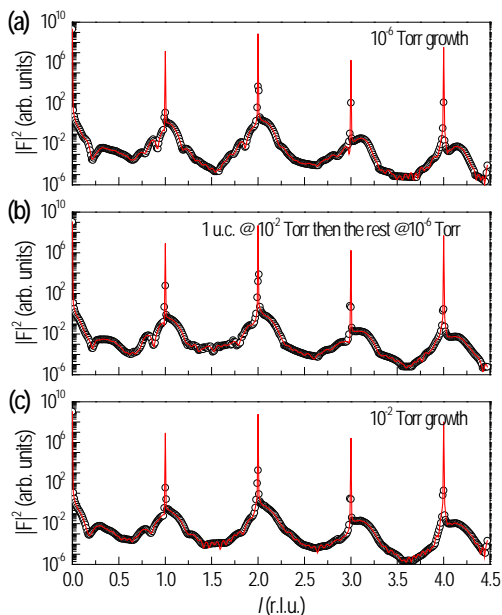 (a)
10^10
10^6
10^2
10^-2
10^-6
|F|^2 (arb. units)
10^-6 Torr growth
(b)
10^10
10^6
10^2
10^-2
10^-6
|F|^2 (arb. units)
1 u.c. @10^-2 Torr then the rest @10^-6 Torr
(c)
10^10
10^6
10^2
10^-2
10^-6
|F|^2 (arb. units)
10^-2 Torr growth
0.0 0.5 1.0 1.5 2.0 2.5 3.0 3.5 4.0 4.5
l (r.l.u.)